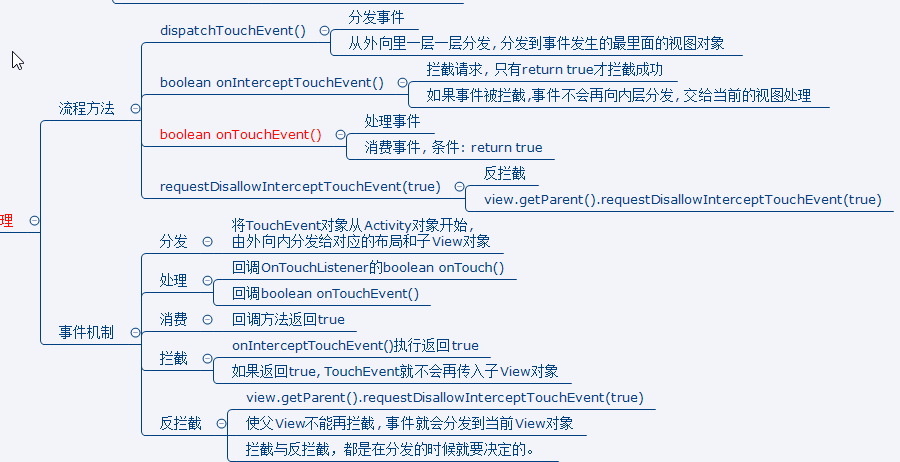 理
流程方法
dispatchTouchEvent()
分发事件
从外向里一层一层分发，分发到事件发生的最里面的视图对象
boolean onInterceptTouchEvent()
拦截请求，只有return true才拦截成功
如果事件被拦截,事件不会再向内层分发，交给当前的视图处理
boolean onTouchEvent()
处理事件
消费事件，条件：return true
requestDisallowInterceptTouchEvent(true)
反拦截
view.getParent().requestDisallowInterceptTouchEvent(true)
事件机制
分发
将TouchEvent对象从Activity对象开始，
由外向内分发给对应的布局和子View对象
处理
回调OnTouchListener的boolean onTouch()
回调boolean onTouchEvent()
消费
回调方法返回true
拦截
onInterceptTouchEvent()执行返回true
如果返回true，TouchEvent就不会再传入子View对象
反拦截
view.getParent().requestDisallowInterceptTouchEvent(true)
使父View不能再拦截，事件就会分发到当前View对象
拦截与反拦截，都是在分发的时候就要决定的。